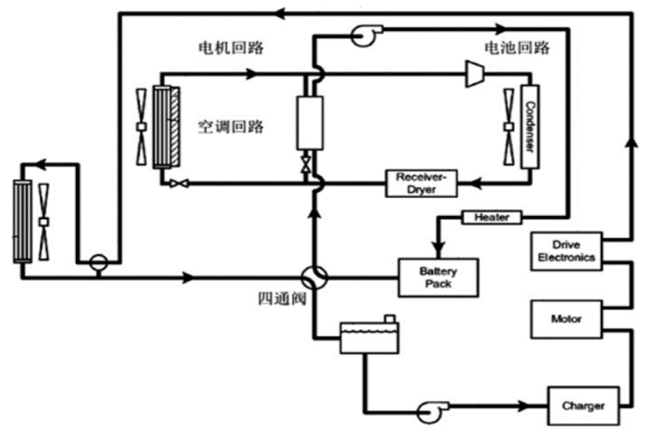 电机回路
电池回路
空调回路
Condenser
Receiver-
Dryer
Heater
Drive
Electronics
Battery
Pack
四通阀
Motor
Charger